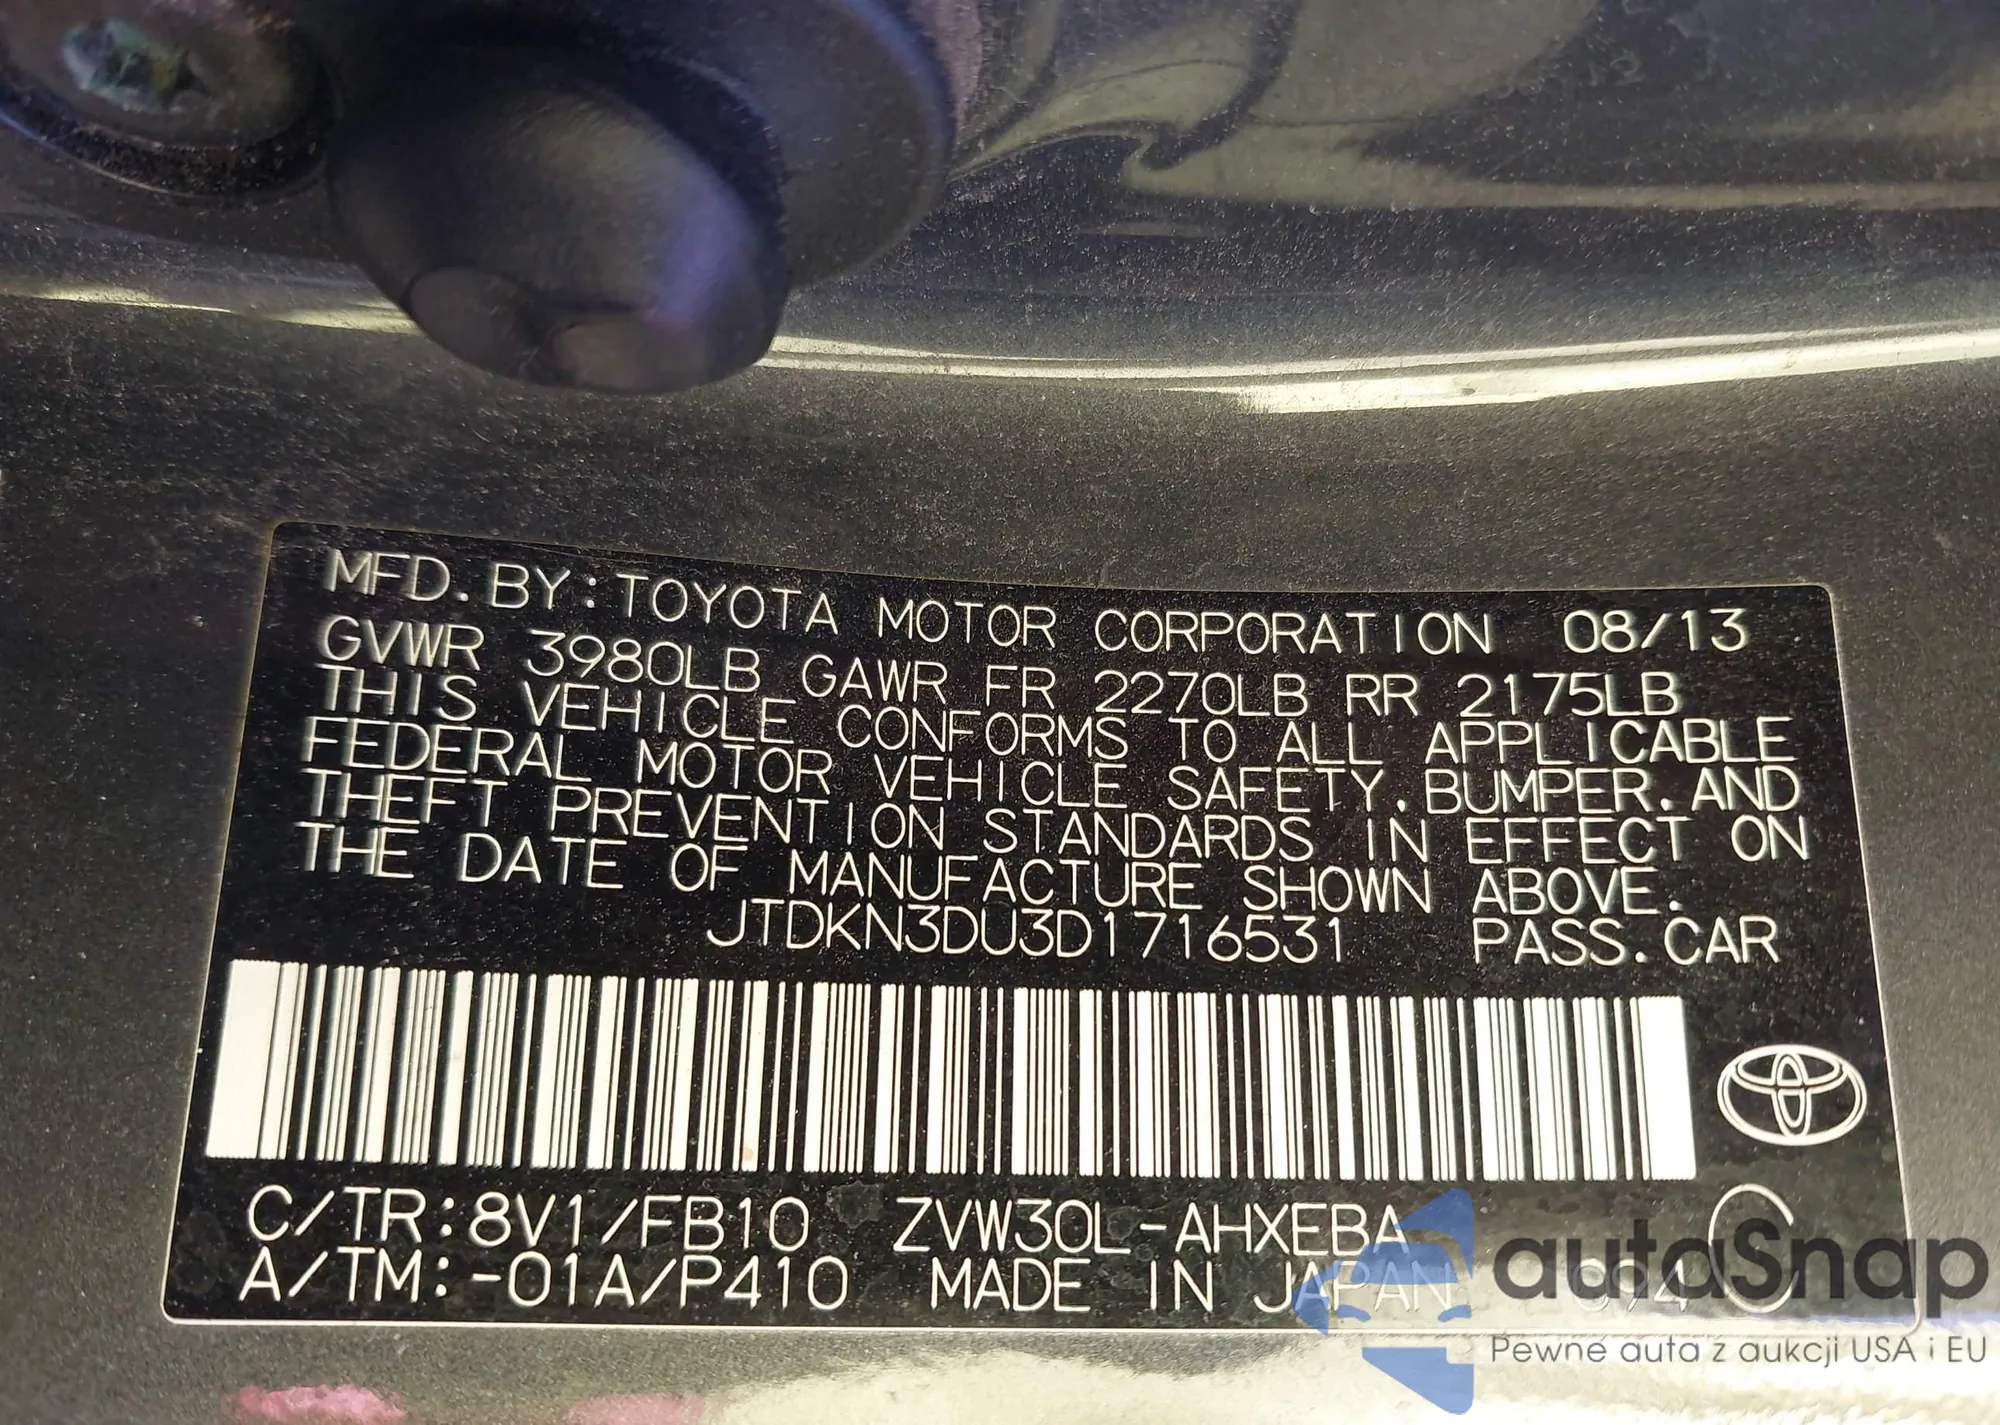 MFD.BY:TOYOTA MOTOR CORPORATION 08/13
GVWR 3980LB GAWR FR 2270LB RR 2175LB
THIS VEHICLE CONFORMS TO ALL APPLICABLE
FEDERAL MOTOR VEHICLE SAFETY,BUMPER,AND
THEFT PREVENTION STANDARDS IN EFFECT ON
THE DATE OF MANUFACTURE SHOWN ABOVE.
JTDKN3DU3D1716531 PASS.CAR
C/TR:8V1/FB10 ZVW30L-AHXEBA
A/TM:-01A/P410 MADE IN JAPAN
autoSnap
Pewne auta z aukcji USA i EU